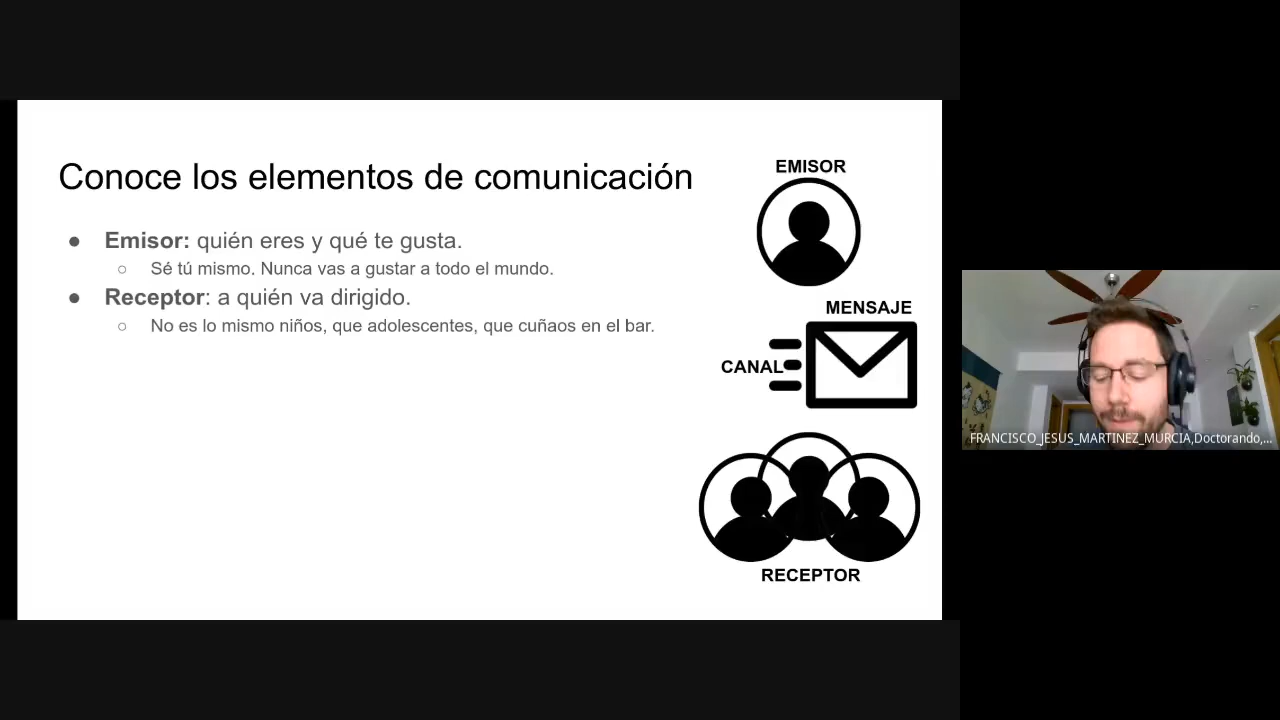 Conoce los elementos de comunicación
● Emisor: quién eres y qué te gusta.
○ Sé tú mismo. Nunca vas a gustar a todo el mundo.
● Receptor: a quién va dirigido.
○ No es lo mismo niños, que adolescentes, que cuñaos en el bar.
EMISOR
MENSAJE
CANAL
RECEPTOR
FRANCISCO_JESUS_MARTINEZ_MURCIA,Doctorando,...